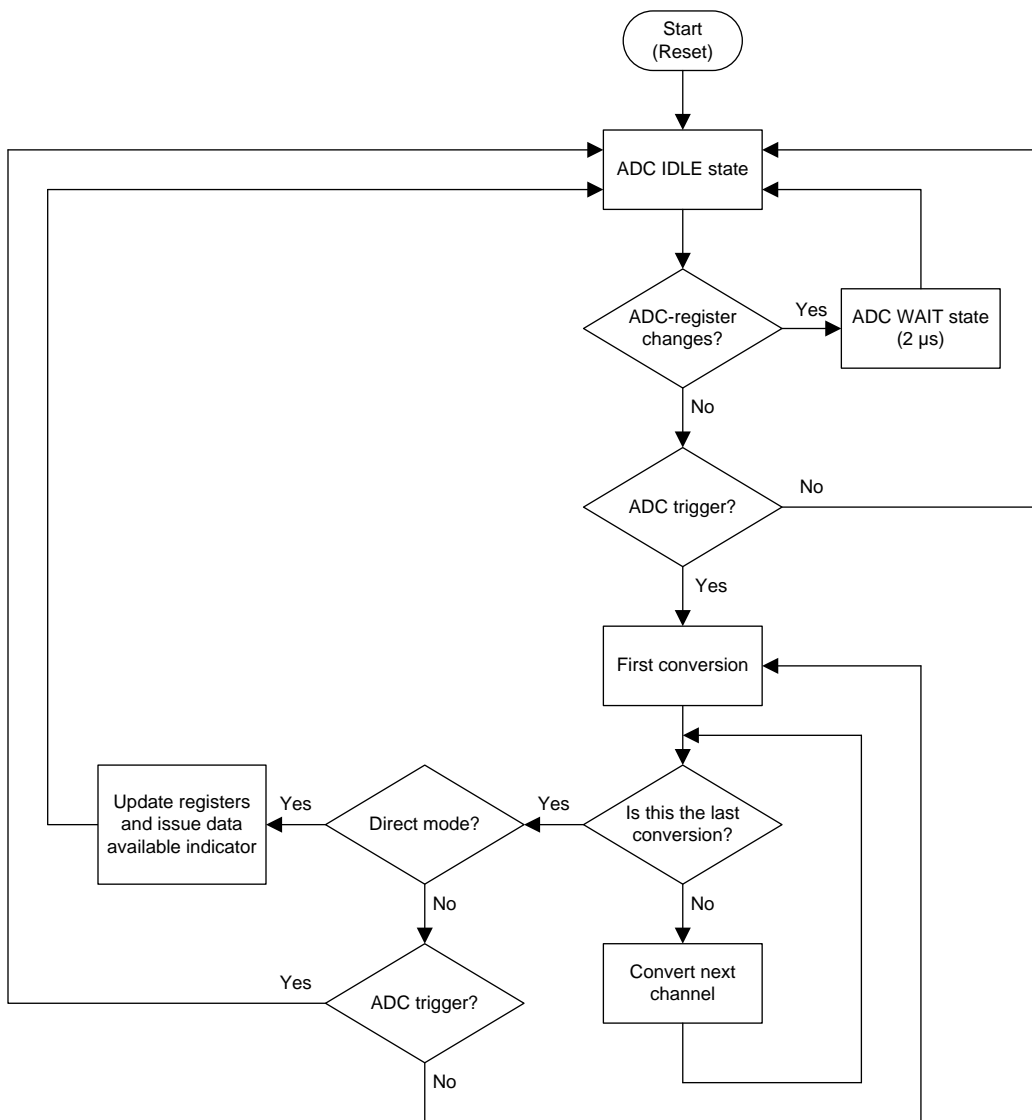 Start
(Reset)
ADC IDLE state
ADC-register
changes?
Yes
ADC WAIT state
(2 µs)
No
ADC trigger?
No
Yes
First conversion
Is this the last
conversion?
Yes
Direct mode?
Yes
Update registers
and issue data
available indicator
No
No
Convert next
channel
ADC trigger?
Yes
No